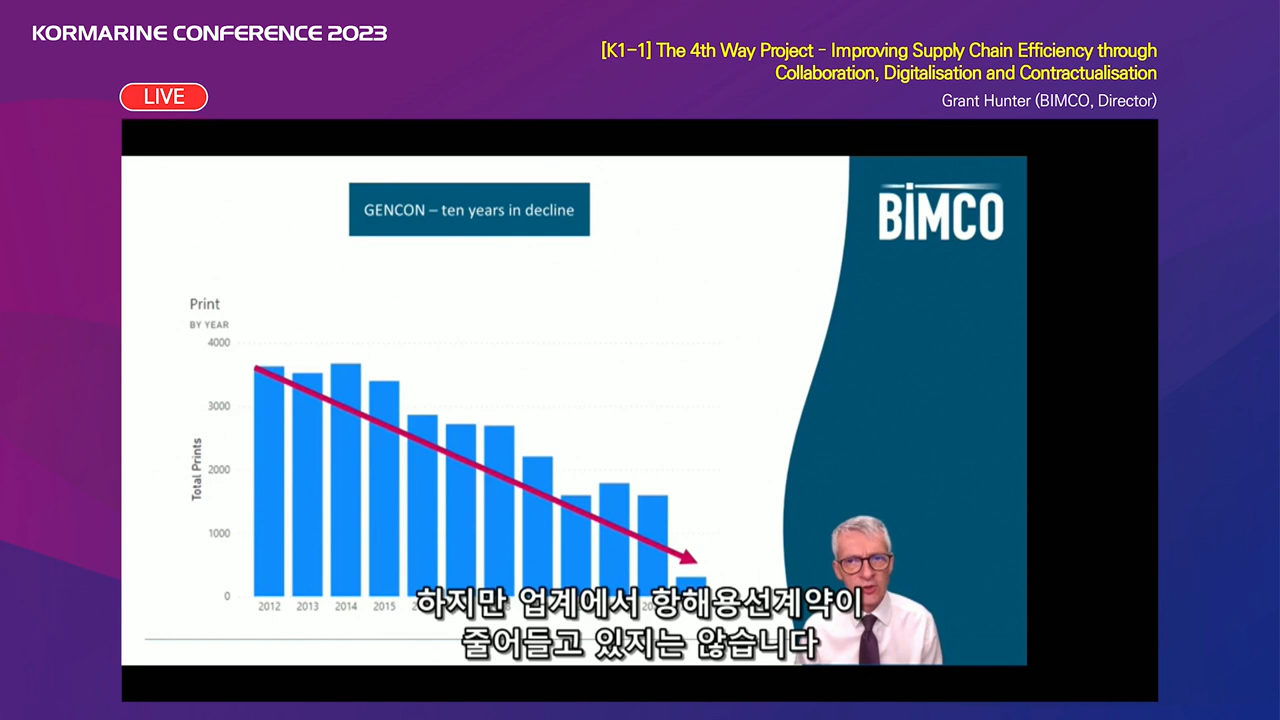 KORMARINE CONFERENCE 2023
[K1-1] The 4th Way Project - Improving Supply Chain Efficiency through
Collaboration, Digitalisation and Contractualisation
LIVE
Grant Hunter (BIMCO, Director)
GENCON – ten years in decline
BIMCO
Print
BY YEAR
4000
3000
2000
1000
0
Total Prints
2012 2013 2014 2015
하지만 업계에서 항해용선계약이
줄어들고 있지는 않습니다